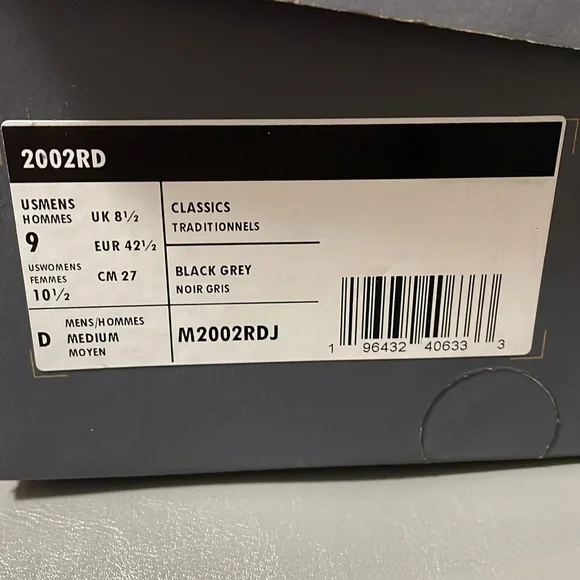 2002RD
USMENS
HOMMES
9
USWOMENS
FEMMES
10½
UK 8½
EUR 42½
CM 27
CLASSICS
TRADITIONNELS
BLACK GREY
NOIR GRIS
D
MENS/HOMMES
MEDIUM
MOYEN
M2002RDJ
1 96432 40633 3